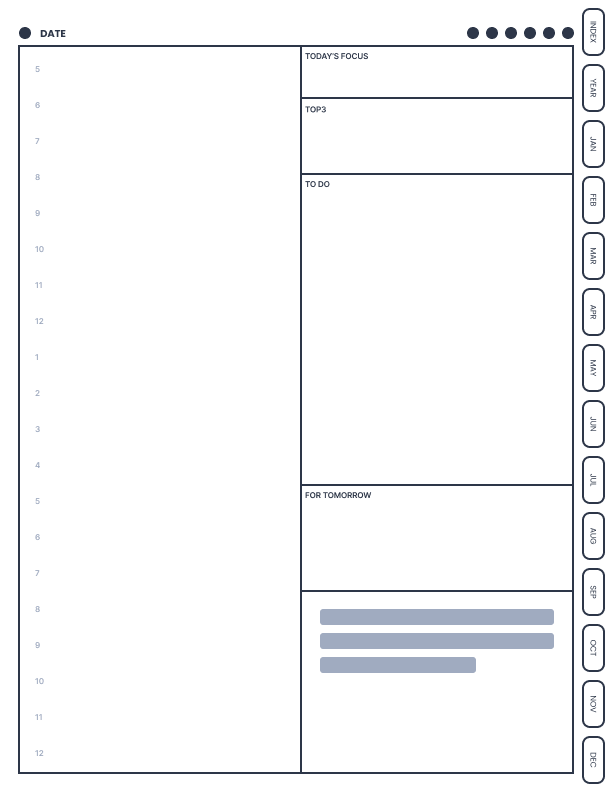 DATE
5
6
7
8
9
10
11
12
1
2
3
4
5
6
7
8
9
10
11
12
TODAY'S FOCUS
TOP3
TO DO
FOR TOMORROW
INDEX
YEAR
JAN
FEB
MAR
APR
MAY
JUN
JUL
AUG
SEP
OCT
NOV
DEC